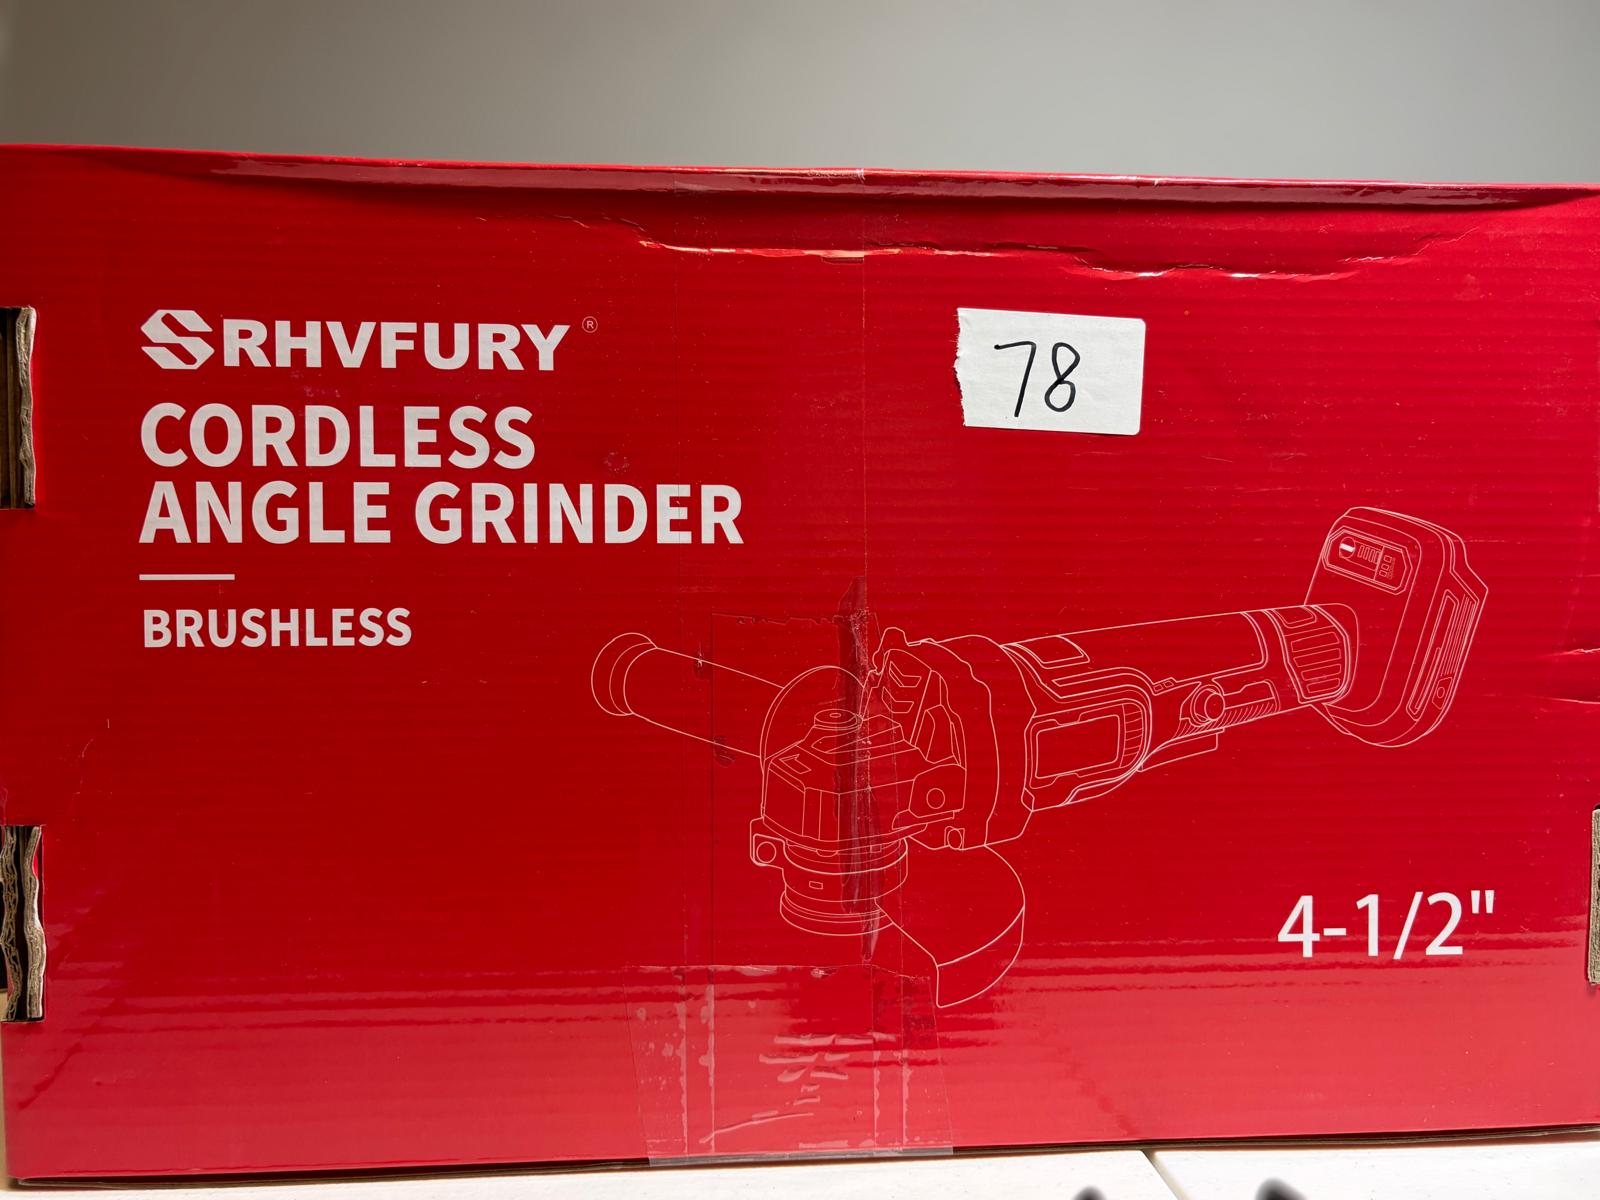 SRHVFURY®
CORDLESS
ANGLE GRINDER
BRUSHLESS
78
4-1/2"